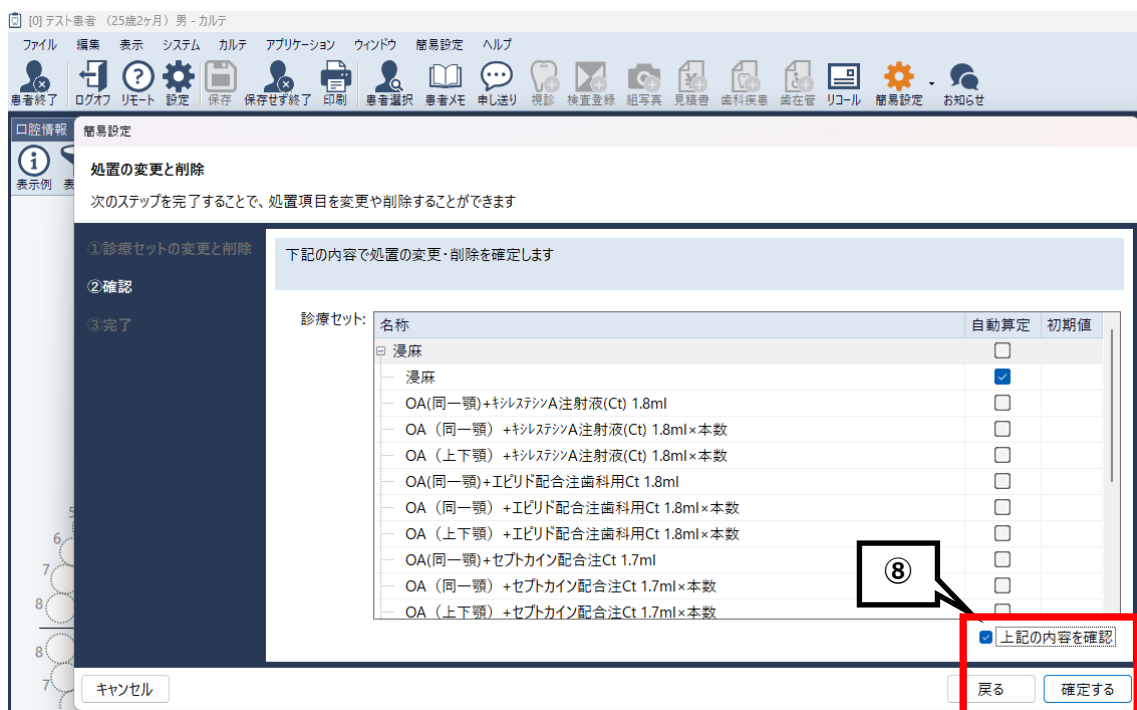 [0] テスト患者 （25歳2ヶ月）男 - カルテ
ファイル 編集 表示 システム カルテ アプリケーション ウィンドウ 簡易設定 ヘルプ
患者終了 ログオフ リモート 設定 保存 保存せず終了 印刷 患者選択 患者メモ 申し送り 視診 検査登録 組写真 見積書 歯科疾患 歯在管 リコール 簡易設定 お知らせ
口腔情報
表示例
簡易設定
処置の変更と削除
次のステップを完了することで、処置項目を変更や削除することができます
①診療セットの変更と削除
②確認
③完了
下記の内容で処置の変更・削除を確定します
診療セット:
名称 自動算定 初期値
浸麻
浸麻
OA(同一顎)+ｷｼﾚｽﾃｼﾝA注射液(Ct) 1.8ml
OA（同一顎）+ｷｼﾚｽﾃｼﾝA注射液(Ct) 1.8ml×本数
OA（上下顎）+ｷｼﾚｽﾃｼﾝA注射液(Ct) 1.8ml×本数
OA(同一顎)+エピリド配合注歯科用Ct 1.8ml
OA（同一顎）+エピリド配合注歯科用Ct 1.8ml×本数
OA（上下顎）+エピリド配合注歯科用Ct 1.8ml×本数
OA(同一顎)+セプトカイン配合注Ct 1.7ml
OA（同一顎）+セプトカイン配合注Ct 1.7ml×本数
OA（上下顎）+セプトカイン配合注Ct 1.7ml×本数
⑧
上記の内容を確認
キャンセル 戻る 確定する
6
7
8
8
7